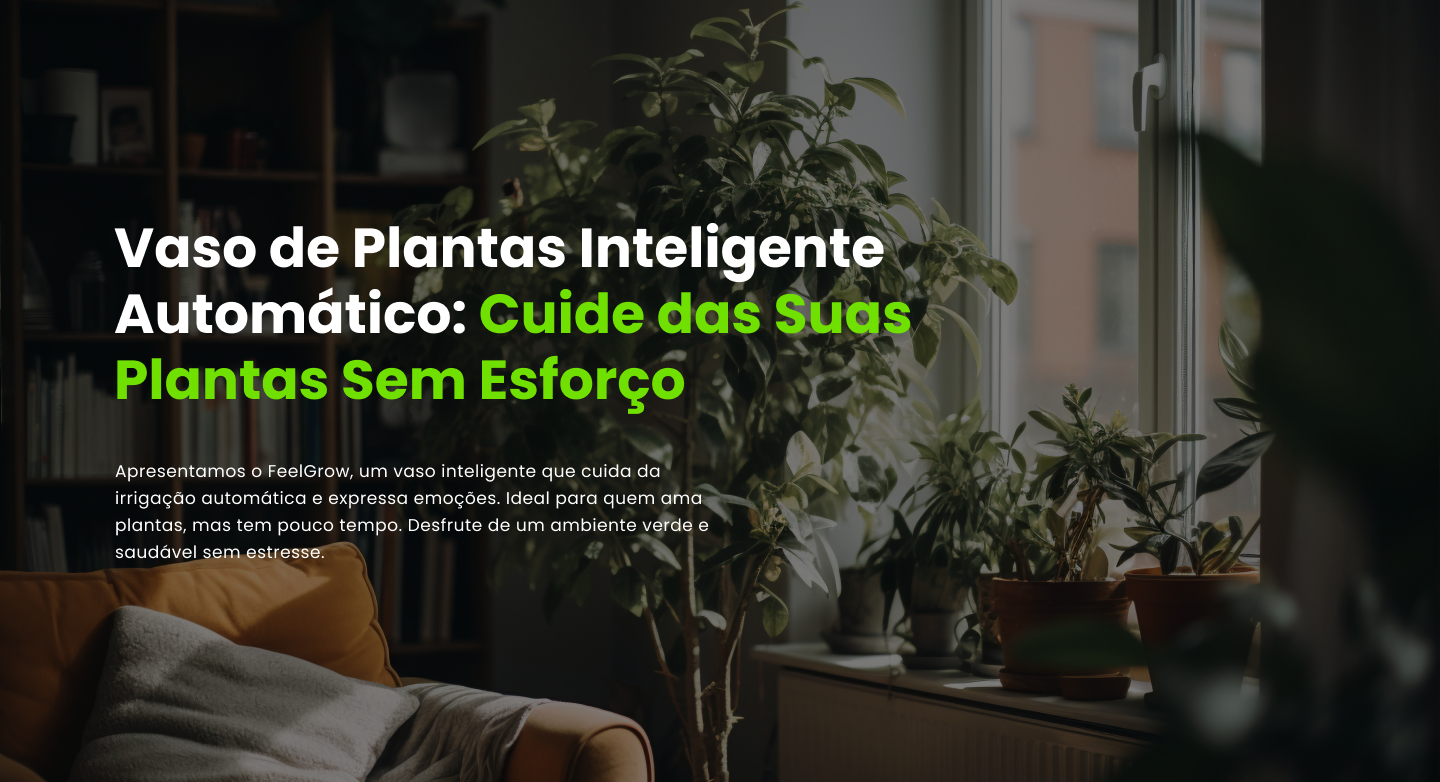 Vaso de Plantas Inteligente
Automático: Cuide das Suas
Plantas Sem Esforço
Apresentamos o FeelGrow, um vaso inteligente que cuida da
irrigação automática e expressa emoções. Ideal para quem ama
plantas, mas tem pouco tempo. Desfrute de um ambiente verde e
saudável sem estresse.